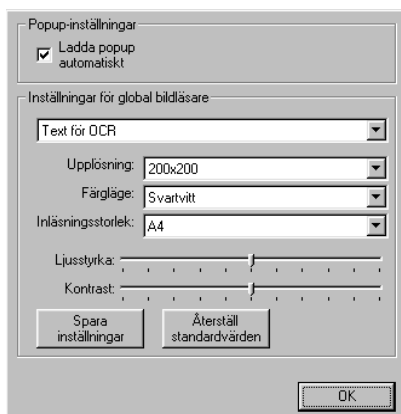 Popup-inställningar
Ladda popup
automatiskt
Inställningar för global bildläsare
Text för OCR
Upplösning: 200x200
Färgläge: Svartvitt
Inläsningsstorlek: A4
Ljusstyrka:
Kontrast:
Spara
inställningar
Återställ
standardvärden
OK